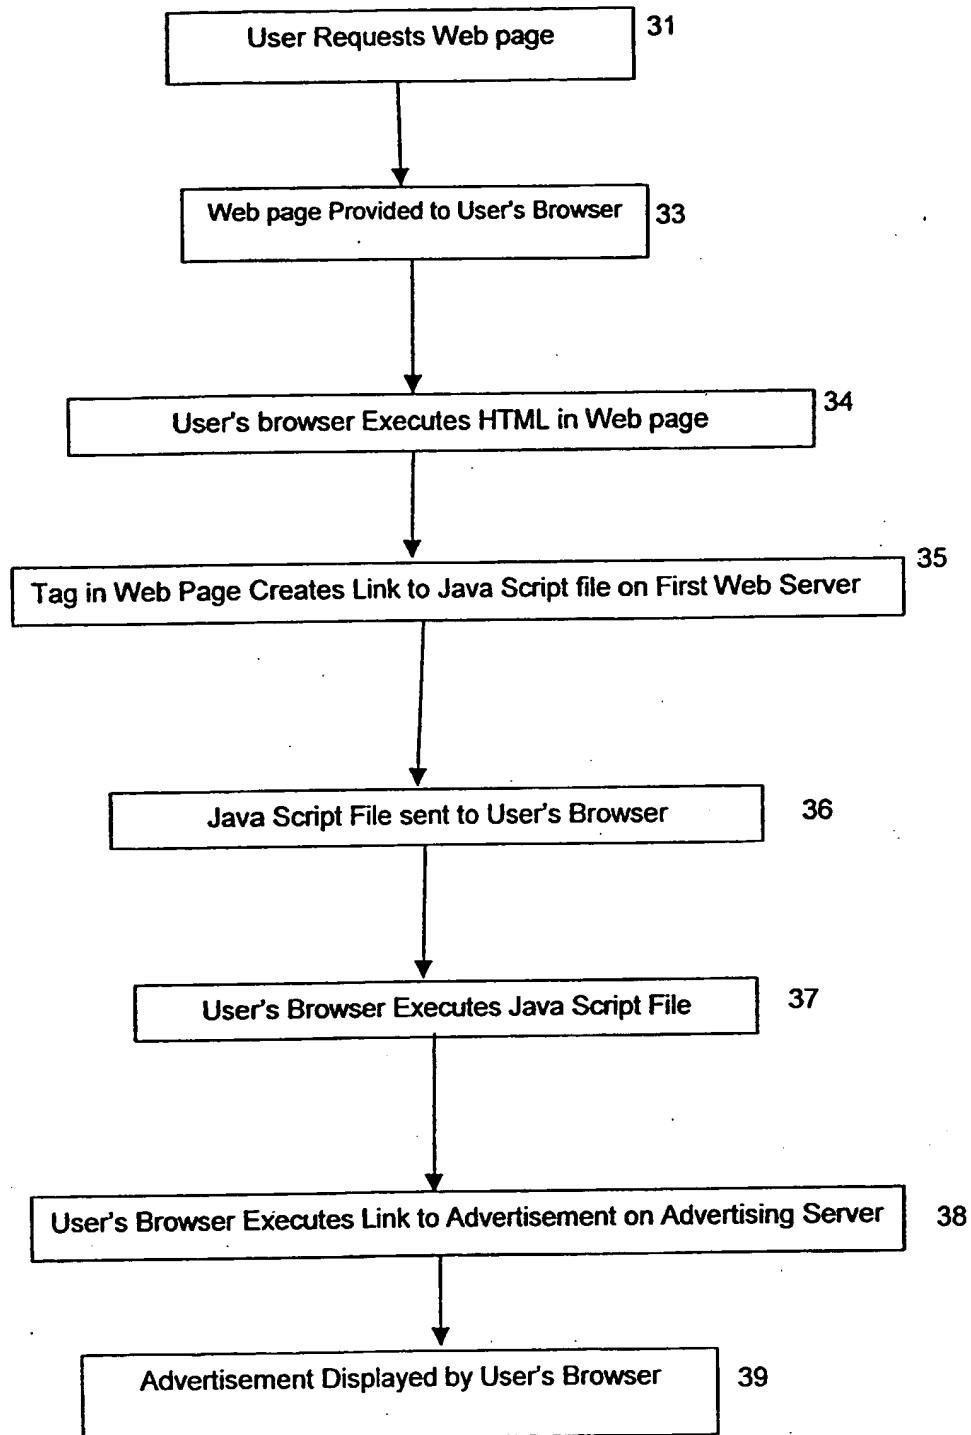 User Requests Web page 31
Web page Provided to User's Browser 33
User's browser Executes HTML in Web page 34
Tag in Web Page Creates Link to Java Script file on First Web Server 35
Java Script File sent to User's Browser 36
User's Browser Executes Java Script File 37
User's Browser Executes Link to Advertisement on Advertising Server 38
Advertisement Displayed by User's Browser 39